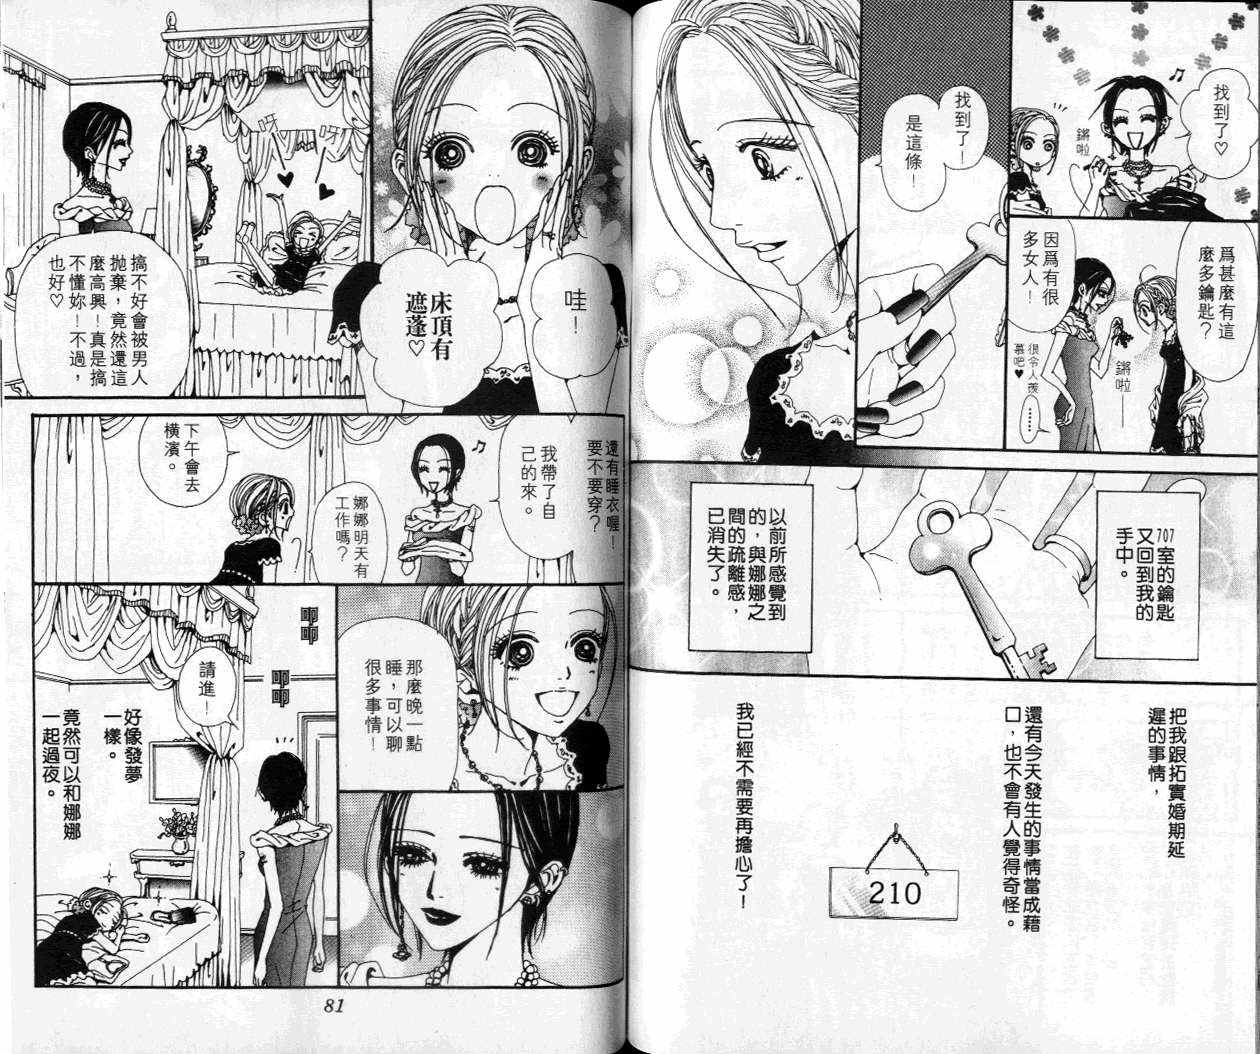 找
到
了
♡
鏘
啦
爲甚麼有這
麼多鑰匙？
因爲有很
多女人！
鏘
啦
很令人羨
慕吧♥
……
找
到
了
！
是
這
條
！
707
室的鑰匙
又回到我的
手中。
以前所感覺到
的，與娜娜之
間的疏離感，
已消失了。
把我跟拓實婚期延
遲的事情，
還有今天發生的事情當成藉
口，也不會有人覺得奇怪。
210
我已經不需要再擔心了！
哇！
床頂有
遮蓬♡
呀
呀
搞不好會被男人
拋棄，竟然還這
麼高興！真是搞
不懂妳！不過，
也好♡
還有睡衣喔！
要不要穿？
我帶了自
己的來。
娜娜明天有
工作嗎？
下午會去
橫濱。
那麼晚一點
睡，可以聊
很多事情！
叩叩
叩叩
請進！
好像發夢
一樣。
竟然可以和娜娜
一起過夜。
81